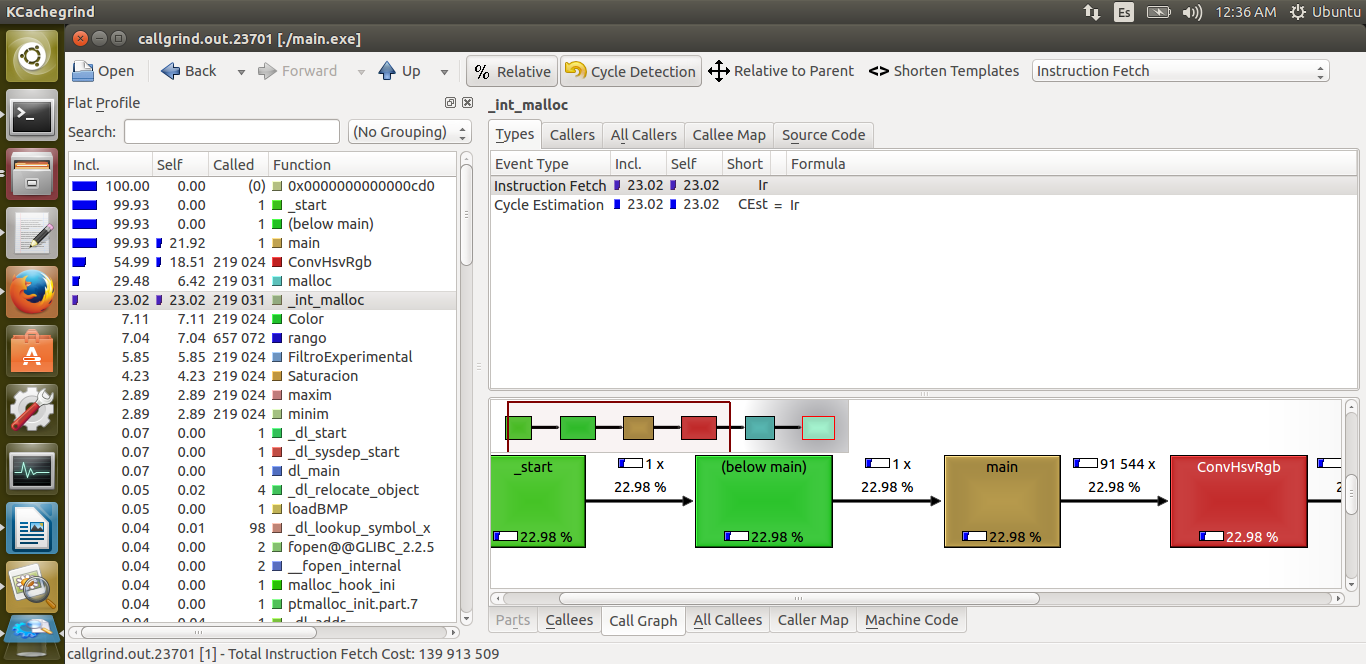 KCachegrind
Es
12:36 AM
Ubuntu
callgrind.out.23701 [./main.exe]
Open
Back
Forward
Up
% Relative
Cycle Detection
Relative to Parent
<> Shorten Templates
Instruction Fetch
Flat Profile
Search:
(No Grouping)
Incl. Self Called Function
100.00 0.00 (0) 0x0000000000000cd0
99.93 0.00 1 _start
99.93 0.00 1 (below main)
99.93 21.92 1 main
54.99 18.51 219 024 ConvHsvRgb
29.48 6.42 219 031 malloc
23.02 23.02 219 031 _int_malloc
7.11 7.11 219 024 Color
7.04 7.04 657 072 rango
5.85 5.85 219 024 FiltroExperimental
4.23 4.23 219 024 Saturacion
2.89 2.89 219 024 maxim
2.89 2.89 219 024 minim
0.07 0.00 1 _dl_start
0.07 0.00 1 _dl_sysdep_start
0.07 0.00 1 dl_main
0.05 0.02 4 _dl_relocate_object
0.05 0.00 1 loadBMP
0.04 0.01 98 _dl_lookup_symbol_x
0.04 0.00 2 fopen@@GLIBC_2.2.5
0.04 0.00 2 __fopen_internal
0.04 0.00 1 malloc_hook_ini
0.04 0.00 1 ptmalloc_init.part.7
0.04 0.04 1 _dl_addr
_int_malloc
Types
Callers
All Callers
Callee Map
Source Code
Event Type Incl. Self Short Formula
Instruction Fetch 23.02 23.02 Ir
Cycle Estimation 23.02 23.02 CEst = Ir
_start
22.98 %
1 x
22.98 %
(below main)
22.98 %
1 x
22.98 %
main
22.98 %
91 544 x
22.98 %
ConvHsvRgb
22.98 %
Parts
Callees
Call Graph
All Callees
Caller Map
Machine Code
callgrind.out.23701 [1] - Total Instruction Fetch Cost: 139 913 509